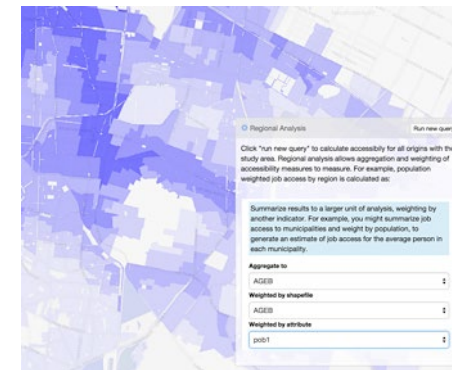 Regional Analysis
Run new query
Click "run new query" to calculate accessibily for all origins with the
study area. Regional analysis allows aggregation and weighting of
accessibility measures to measure. For example, population
weighted job access by region is calculated as:
Summarize results to a larger unit of analysis, weighting by
another indicator. For example, you might summarize job
access to municipalities and weight by population, to
generate an estimate of job access for the average person in
each municipality.
Aggregate to
AGEB
Weighted by shapefile
AGEB
Weighted by attribute
pob1